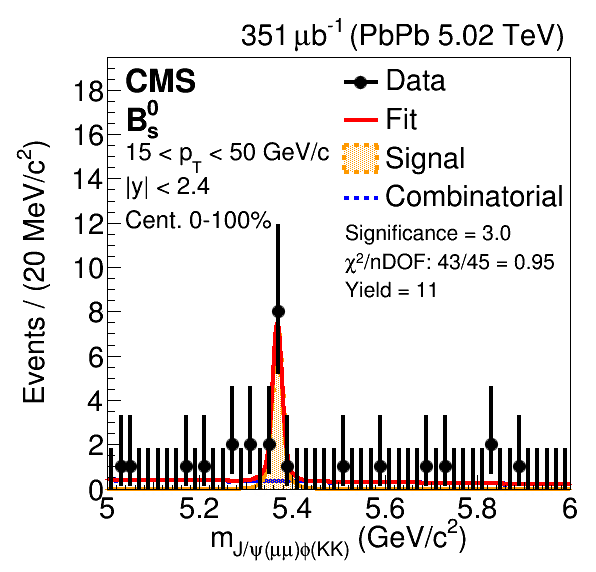 351 μb⁻¹ (PbPb 5.02 TeV)
CMS
B⁰ₛ
15 < p_T < 50 GeV/c
|y| < 2.4
Cent. 0-100%
Data
Fit
Signal
Combinatorial
Significance = 3.0
χ²/nDOF: 43/45 = 0.95
Yield = 11
Events / (20 MeV/c²)
18
16
14
12
10
8
6
4
2
0
5 5.2 5.4 5.6 5.8 6
m_J/ψ(μμ)φ(KK) (GeV/c²)